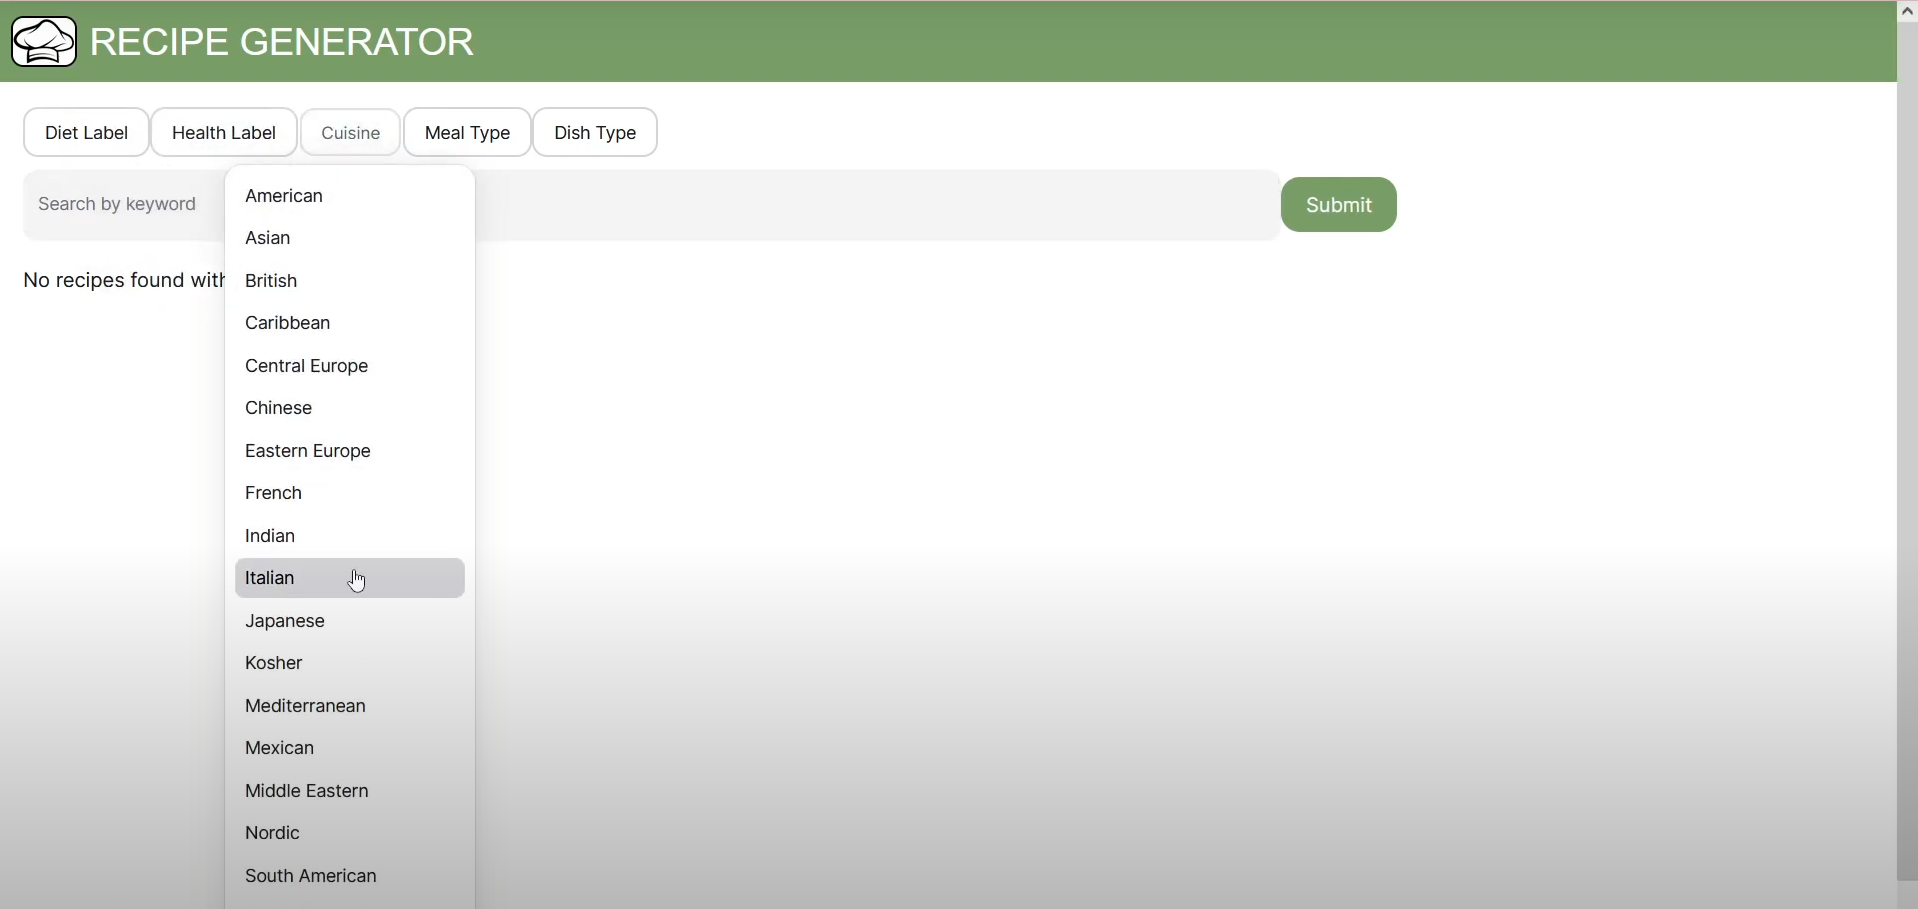 RECIPE GENERATOR
Diet Label
Health Label
Cuisine
Meal Type
Dish Type
Search by keyword
Submit
No recipes found
American
Asian
British
Caribbean
Central Europe
Chinese
Eastern Europe
French
Indian
Italian
Japanese
Kosher
Mediterranean
Mexican
Middle Eastern
Nordic
South American